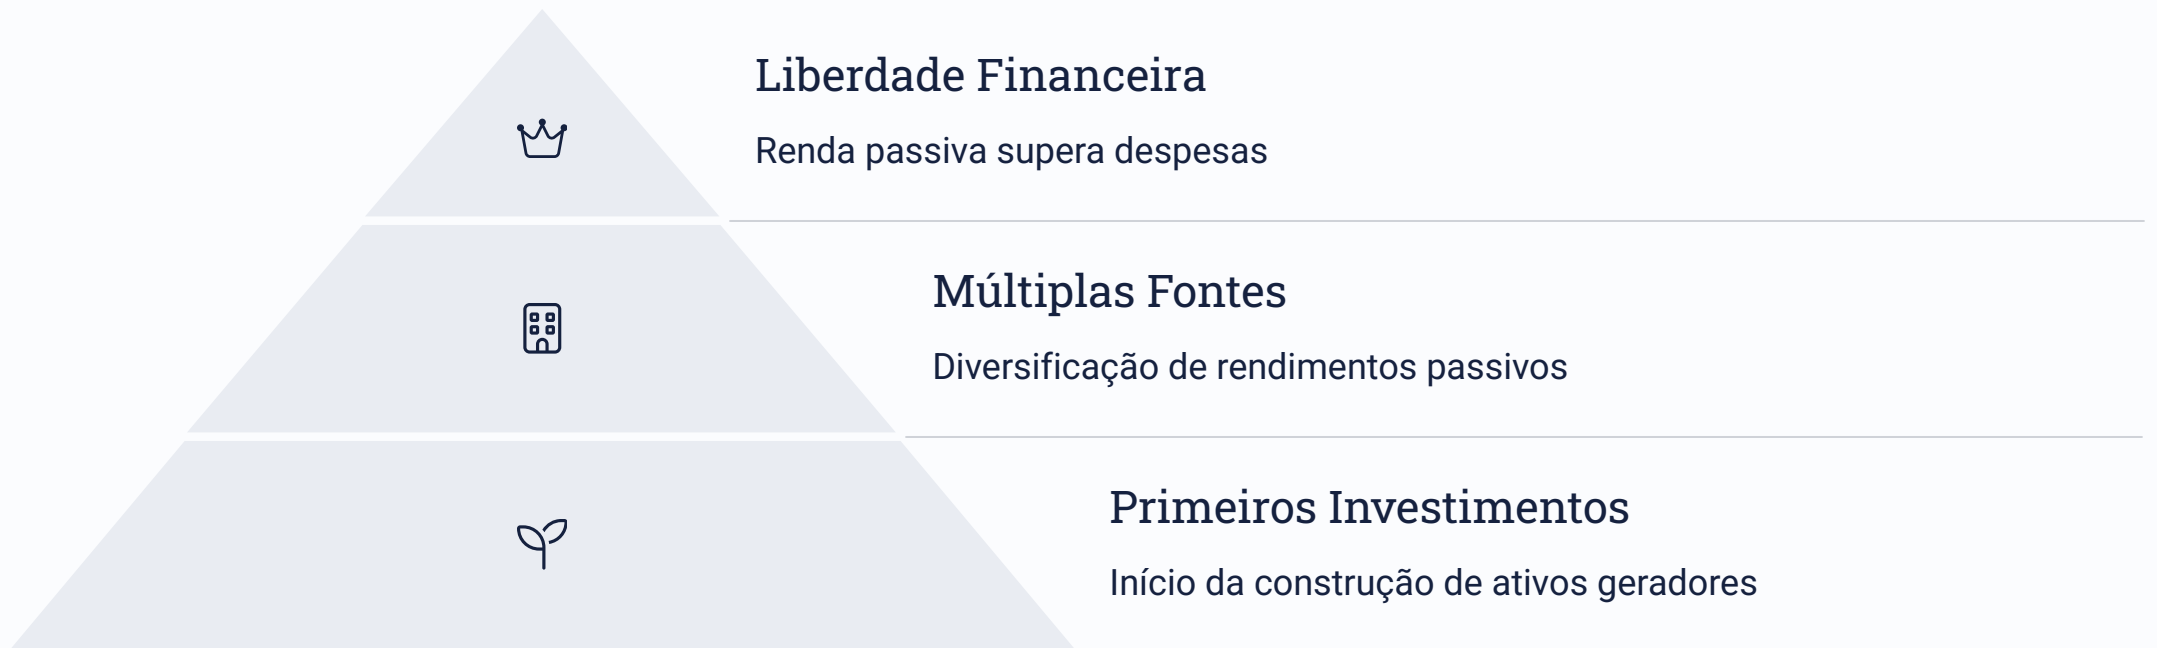 Liberdade Financeira
Renda passiva supera despesas
Múltiplas Fontes
Diversificação de rendimentos passivos
Primeiros Investimentos
Início da construção de ativos geradores